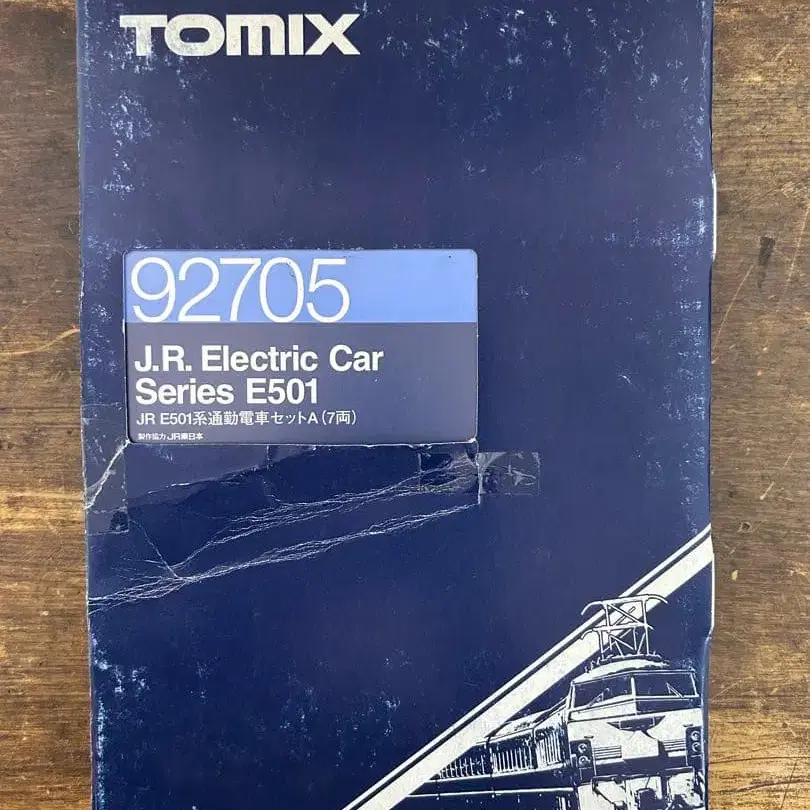 TOMIX
92705
J.R. Electric Car
Series E501
JR E501系通勤電車セットA(7両)
製作協力 JR東日本